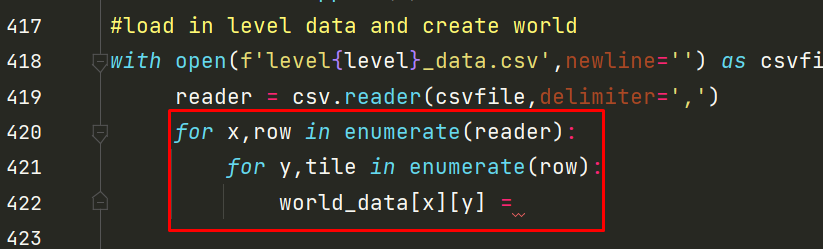 417 #load in level data and create world
418 with open(f'level{level}_data.csv',newline='') as csvfi
419 reader = csv.reader(csvfile,delimiter=',')
420 for x,row in enumerate(reader):
421 for y,tile in enumerate(row):
422 world_data[x][y] =
423